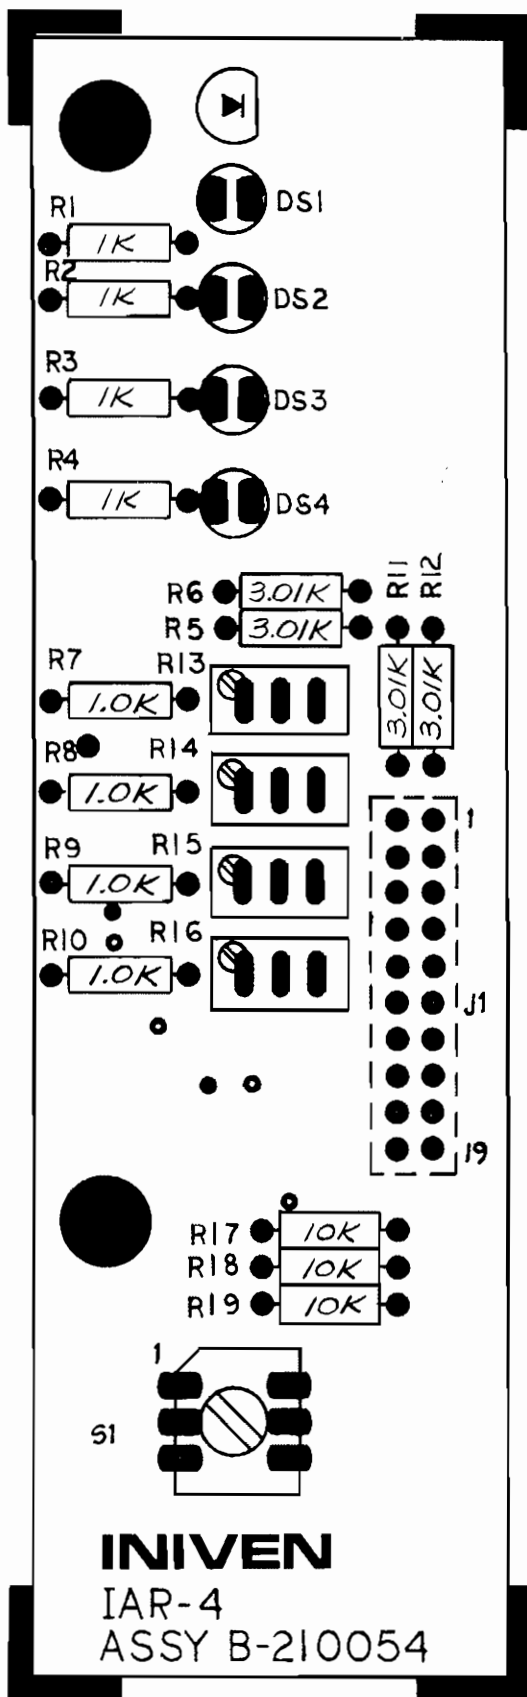 R1
1K
DS1
R2
1K
DS2
R3
1K
DS3
R4
1K
DS4
R6 3.01K
R5 3.01K
R11
R12
3.01K
3.01K
R7
1.0K
R13
R8
1.0K
R14
R9
1.0K
R15
R10
1.0K
R16
1
J1
19
R17 10K
R18 10K
R19 10K
1
S1
INIVEN
IAR-4
ASSY B-210054